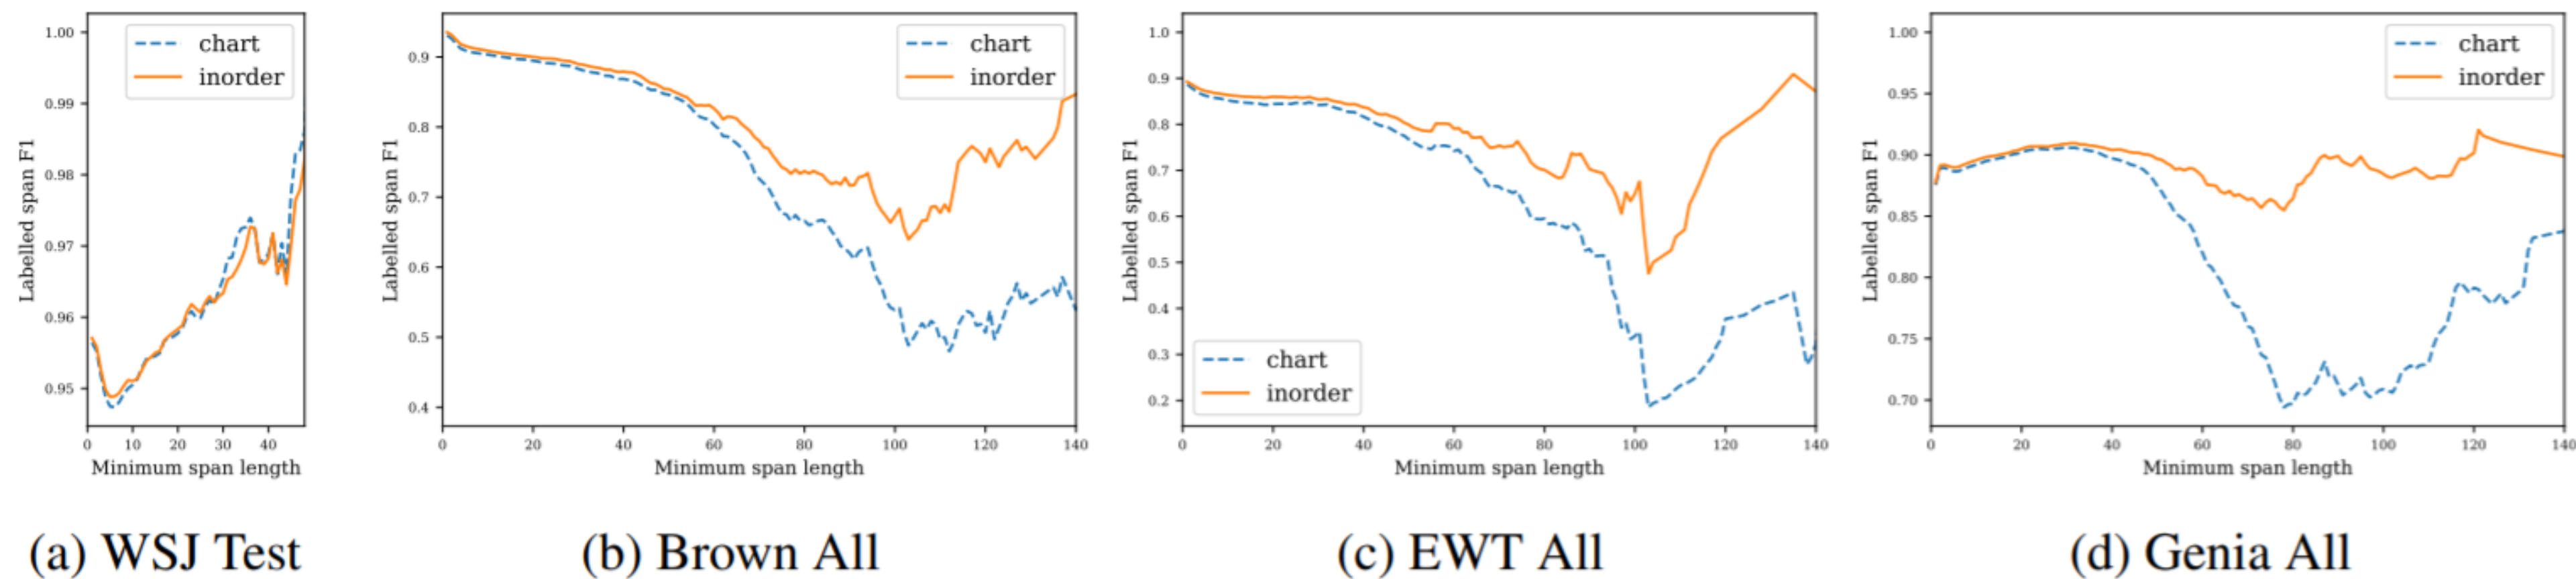 1.00
0.99
0.98
0.97
0.96
0.95
Labelled span F1
chart
inorder
0 10 20 30 40
Minimum span length
(a) WSJ Test
0.9
0.8
0.7
0.6
0.5
0.4
Labelled span F1
chart
inorder
0 20 40 60 80 100 120 140
Minimum span length
(b) Brown All
1.0
0.9
0.8
0.7
0.6
0.5
0.4
0.3
0.2
Labelled span F1
chart
inorder
0 20 40 60 80 100 120 140
Minimum span length
(c) EWT All
1.00
0.95
0.90
0.85
0.80
0.75
0.70
Labelled span F1
chart
inorder
0 20 40 60 80 100 120 140
Minimum span length
(d) Genia All